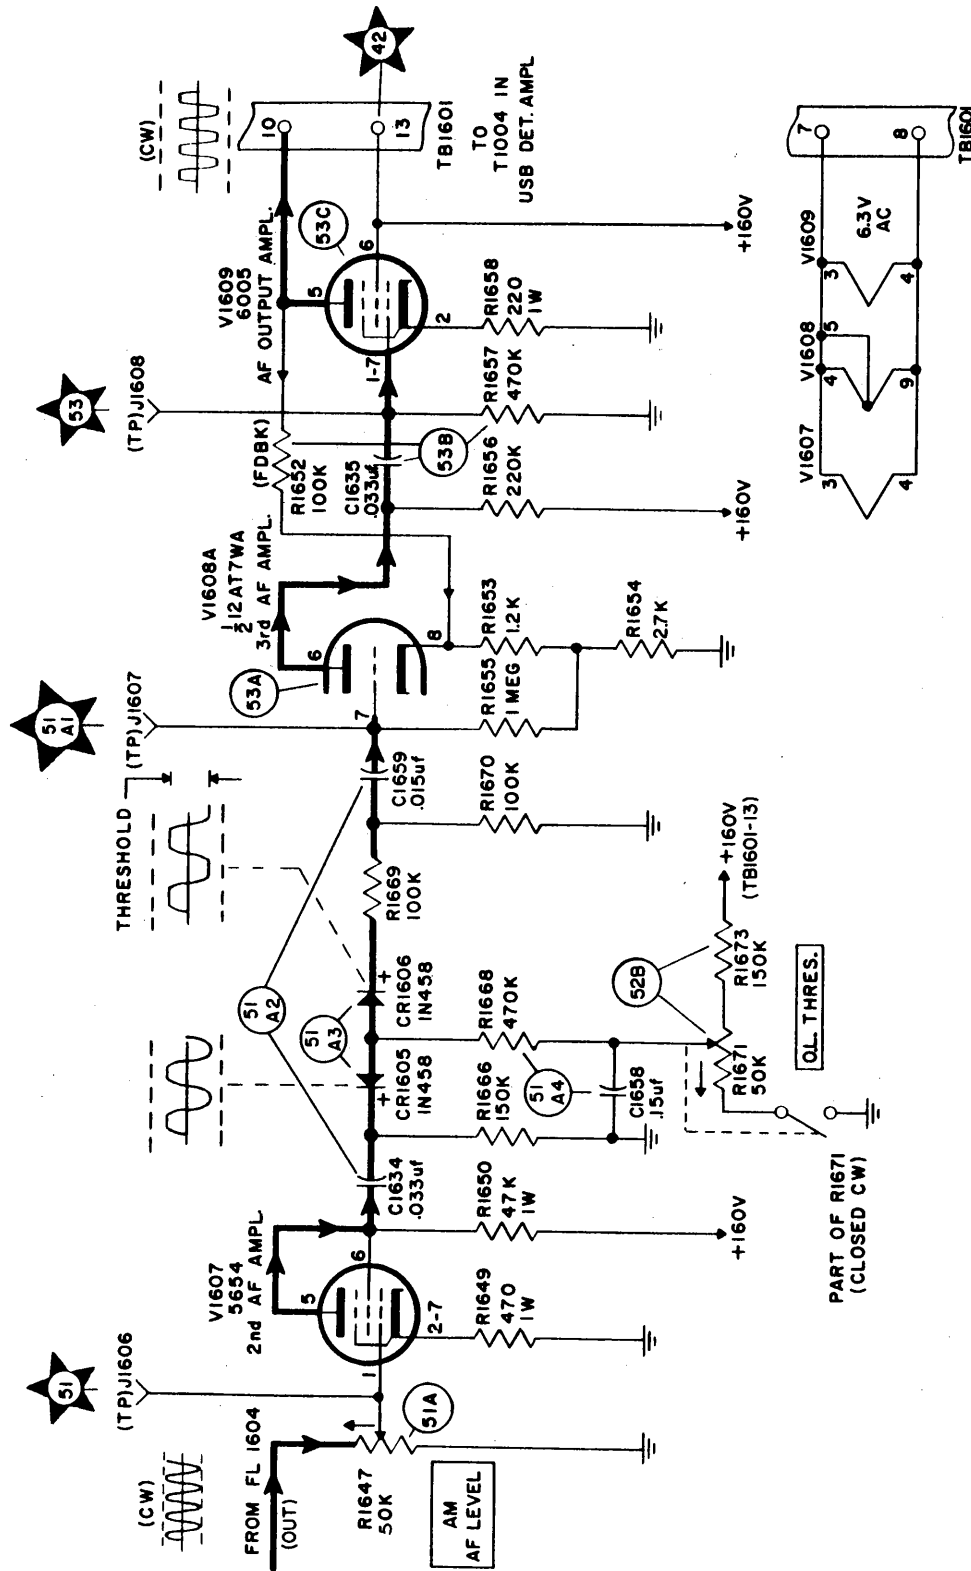 (CW)
FROM FL 1604
(OUT)
R1647
50K
AM
AF LEVEL
51A
51
(TP)J1606
1
V1607
5654
2nd AF AMPL.
5
6
2-7
R1649
470
1W
R1650
47K
1W
+160V
C1634
.033uf
51
A2
51
A3
CR1605
1N458
+
CR1606
1N458
+
R1666
150K
R1668
470K
51
A4
C1658
.15uf
R1671
50K
52B
R1673
150K
+160V
(TB1601-13)
O.L. THRES.
PART OF R1671
(CLOSED CW)
THRESHOLD
R1669
100K
R1670
100K
C1659
.015uf
51
A1
(TP)J1607
7
53A
V1608A
½12AT7WA
3rd AF AMPL.
6
8
R1655
1 MEG
R1653
1.2K
R1654
2.7K
(FDBK)
R1652
100K
C1635
.033uf
53B
R1656
220K
+160V
R1657
470K
53
(TP)J1608
1-7
V1609
6005
AF OUTPUT AMPL.
5
6
2
53C
R1658
220
1W
+160V
(CW)
10
13
TB1601
42
TO
T1004 IN
USB DET. AMPL
V1607
3
4
V1608
4
5
9
V1609
3
4
6.3V
AC
7
8
TB1601